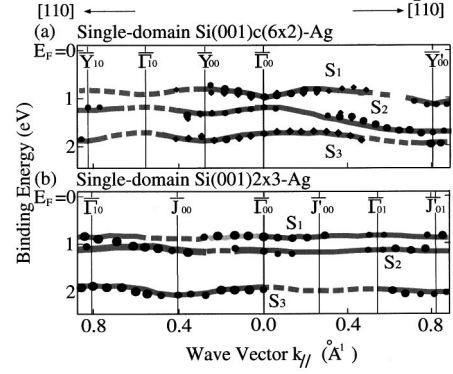 [110] [1̅10]
(a) Single-domain Si(001)c(6x2)-Ag
E_F=0
Y̅10 Γ̅10 Y̅00 Γ̅00 Y̅'00
S1
1
S2
2
S3
(b) Single-domain Si(001)2x3-Ag
E_F=0
Γ̅10 J̅00 Γ̅00 J̅'00 Γ̅01 J̅'01
S1
1
S2
2
S3
Binding Energy (eV)
0.8 0.4 0.0 0.4 0.8
Wave Vector k// (Å¹)